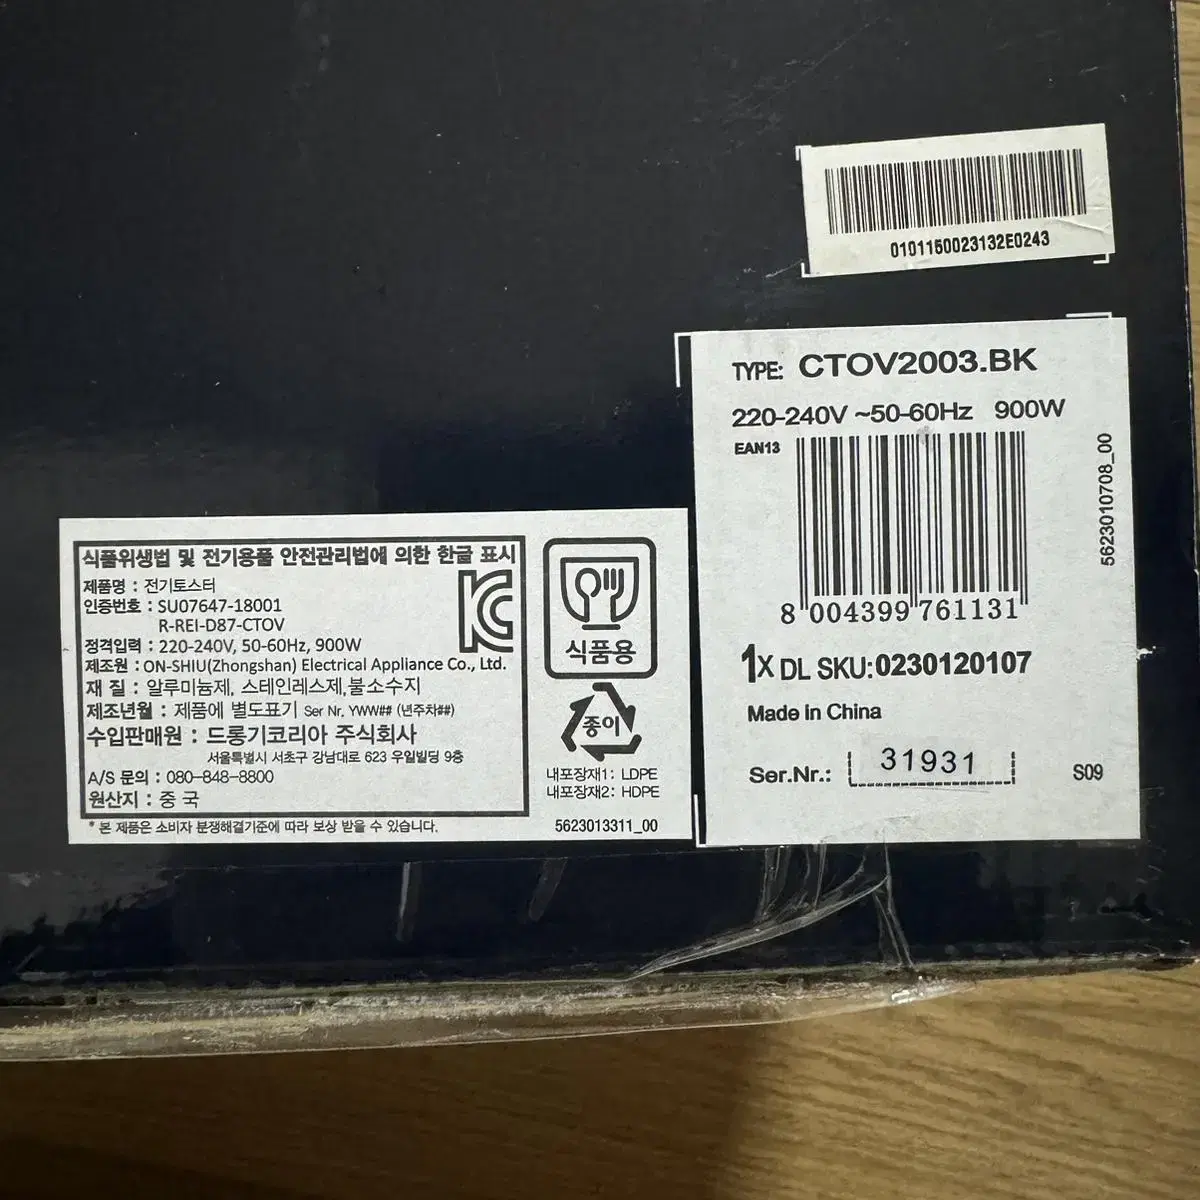 0101150023132E0243
TYPE: CTOV2003.BK
220-240V ~50-60Hz 900W
EAN13
8 004399 761131
1X DL SKU:0230120107
Made in China
Ser.Nr.: 31931
S09
5623010708_00
식품위생법 및 전기용품 안전관리법에 의한 한글 표시
제품명 : 전기토스터
인증번호 : SU07647-18001
R-REI-D87-CTOV
정격입력 : 220-240V, 50-60Hz, 900W
제조원 : ON-SHIU(Zhongshan) Electrical Appliance Co., Ltd.
재 질 : 알루미늄제, 스테인레스제,불소수지
제조년월 : 제품에 별도표기 Ser Nr. YWW## (년주차##)
수입판매원 : 드롱기코리아 주식회사
서울특별시 서초구 강남대로 623 우일빌딩 9층
A/S 문의 : 080-848-8800
원산지 : 중 국
* 본 제품은 소비자 분쟁해결기준에 따라 보상 받을 수 있습니다.
식품용
종이
내포장재1: LDPE
내포장재2: HDPE
5623013311_00